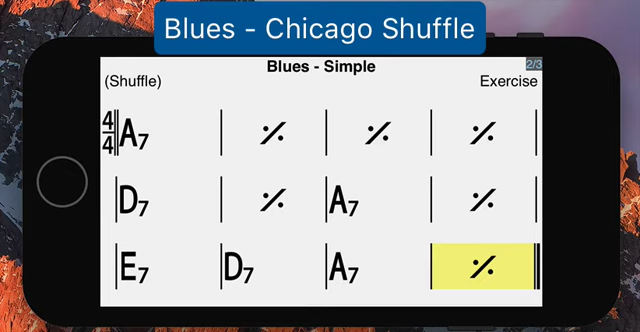 Blues - Chicago Shuffle
Blues - Simple
2/3
(Shuffle)
Exercise
4/4 A7 ٪ ٪ ٪
D7 ٪ A7 ٪
E7 D7 A7 ٪